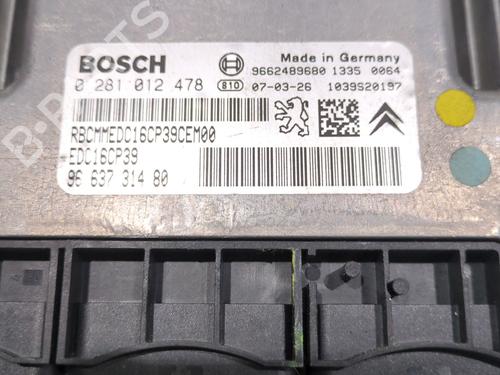 BOSCH
Made in Germany
0 281 012 478
9662489680 1335 0064
810
07-03-26
1039S20197
RBCMMEDC16CP39CEM00
EDC16CP39
96 637 314 80
B-PARTS